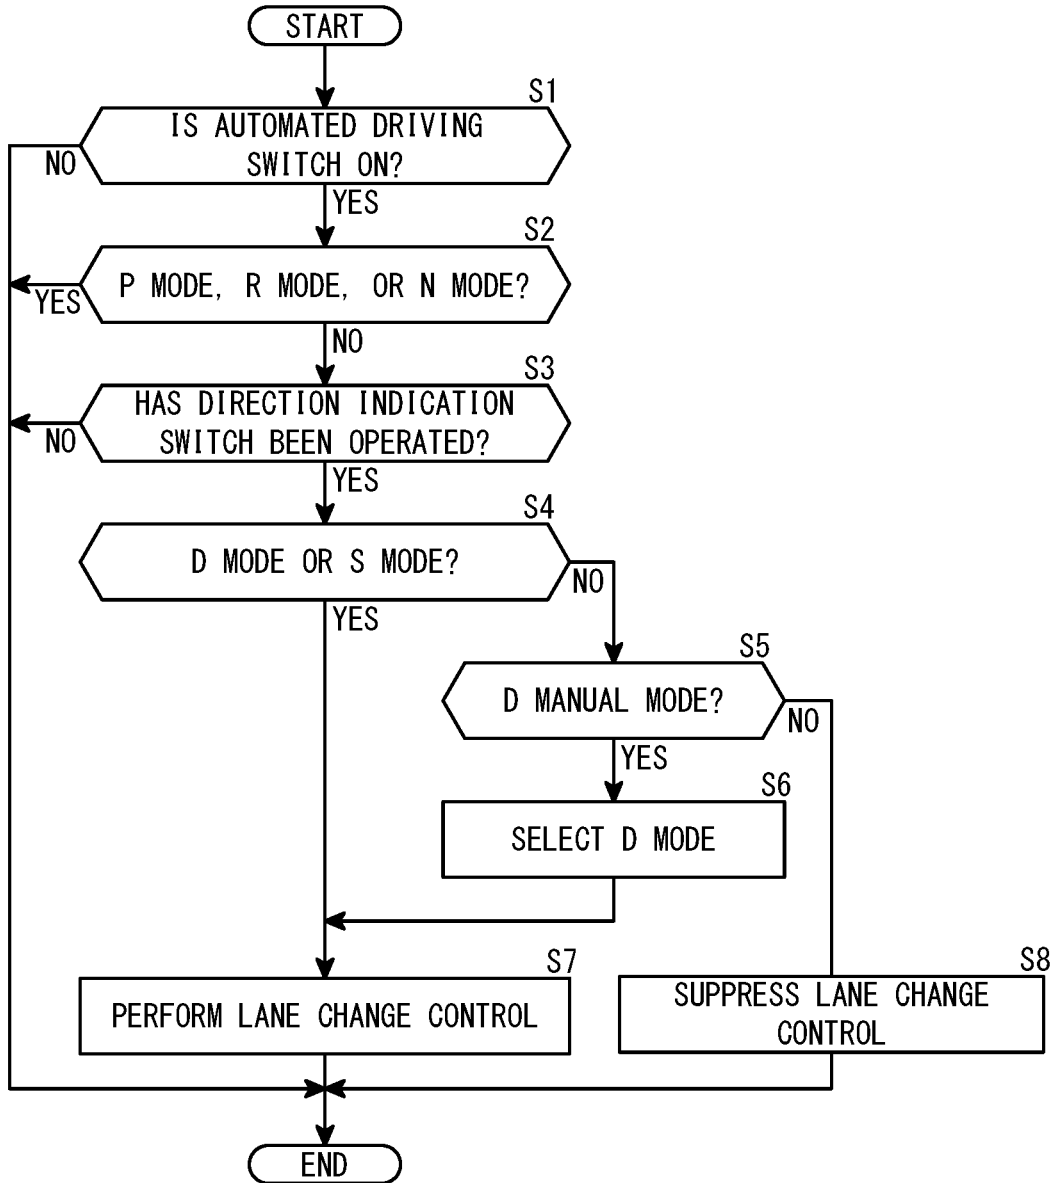 START
S1
IS AUTOMATED DRIVING
SWITCH ON?
NO
YES
S2
P MODE, R MODE, OR N MODE?
YES
NO
S3
HAS DIRECTION INDICATION
SWITCH BEEN OPERATED?
NO
YES
S4
D MODE OR S MODE?
NO
YES
S5
D MANUAL MODE?
NO
YES
S6
SELECT D MODE
S7
PERFORM LANE CHANGE CONTROL
S8
SUPPRESS LANE CHANGE
CONTROL
END